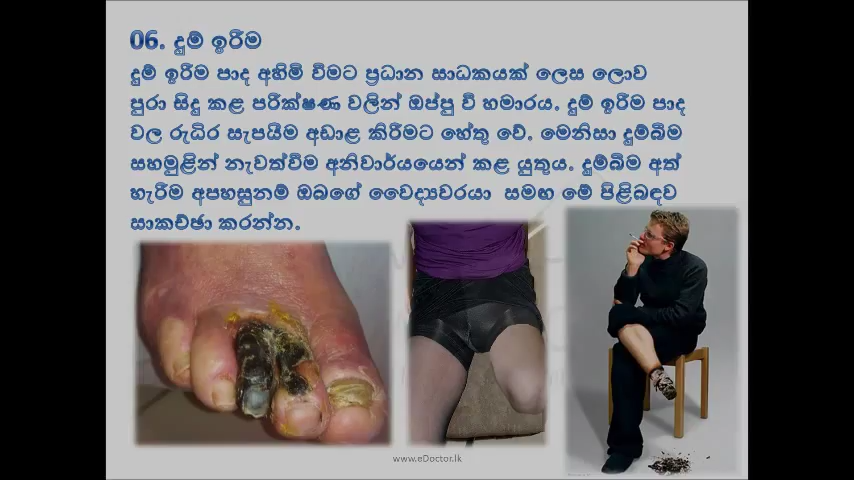 06. දුම් ඉරීම
දුම් ඉරීම පාද අහිමි වීමට ප්‍රධාන සාධකයක් ලෙස ලොව
පුරා සිදු කළ පරීක්ෂණ වලින් ඔප්පු වී හමාරය. දුම් ඉරීම පාද
වල රුධිර සැපයීම අඩාළ කිරීමට හේතු වේ. මෙනිසා දුම්බීම
සහමුළින් නැවත්වීම අනිවාර්යයෙන් කළ යුතුය. දුම්බීම අත්
හැරීම අපහසුනම් ඔබගේ වෛද්‍යවරයා සමඟ මේ පිළිබඳව
සාකච්ඡා කරන්න.
www.eDoctor.lk